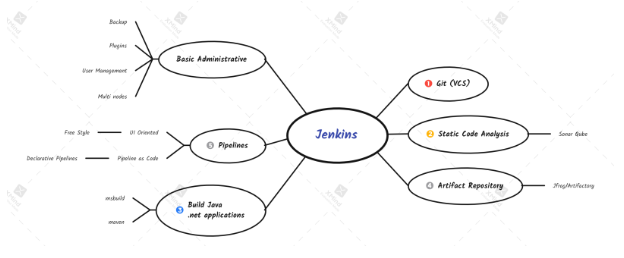 Jenkins
Basic Administrative
Backup
Plugins
User Management
Multi nodes
5 Pipelines
UI Oriented
Free Style
Pipeline as Code
Declarative Pipelines
3 Build Java
.net applications
msbuild
maven
1 Git (VCS)
2 Static Code Analysis
Sonar Qube
4 Artifact Repository
Jfrog/Artifactory